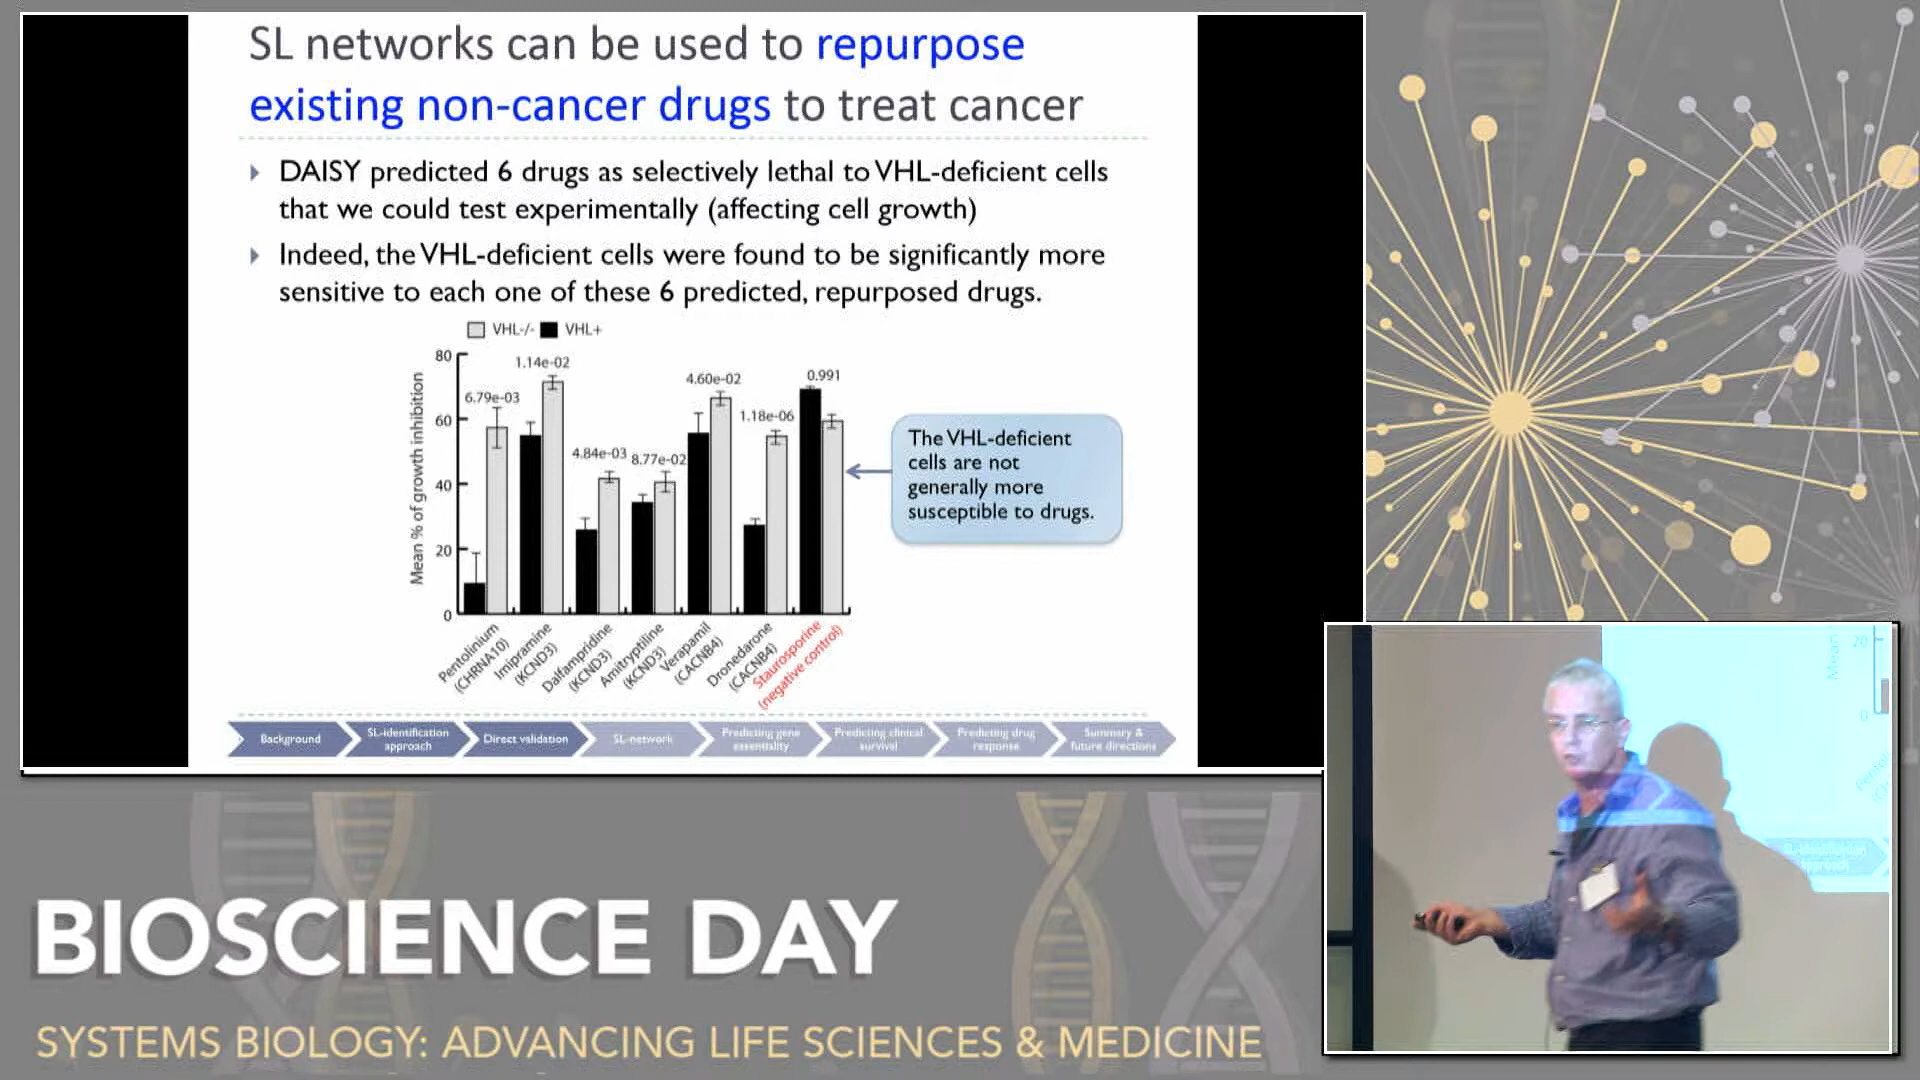 SL networks can be used to repurpose
existing non-cancer drugs to treat cancer
DAISY predicted 6 drugs as selectively lethal to VHL-deficient cells
that we could test experimentally (affecting cell growth)
Indeed, the VHL-deficient cells were found to be significantly more
sensitive to each one of these 6 predicted, repurposed drugs.
VHL-/- VHL+
Mean % of growth inhibition
80
60
40
20
0
6.79e-03
1.14e-02
4.84e-03
8.77e-02
4.60e-02
1.18e-06
0.991
Pentolinium
(CHRNA10)
Imipramine
(KCND3)
Dalfampridine
(KCND3)
Amitryptiline
(KCND3)
Verapamil
(CACNB4)
Dronedarone
(CACNB4)
Staurosporine
(negative control)
The VHL-deficient
cells are not
generally more
susceptible to drugs.
Background
SL-identification
approach
Direct validation
SL-network
Predicting gene
essentiality
Predicting clinical
survival
Predicting drug
response
Summary &
future directions
Mean
20
0
SL-identification
approach
BIOSCIENCE DAY
SYSTEMS BIOLOGY: ADVANCING LIFE SCIENCES & MEDICINE